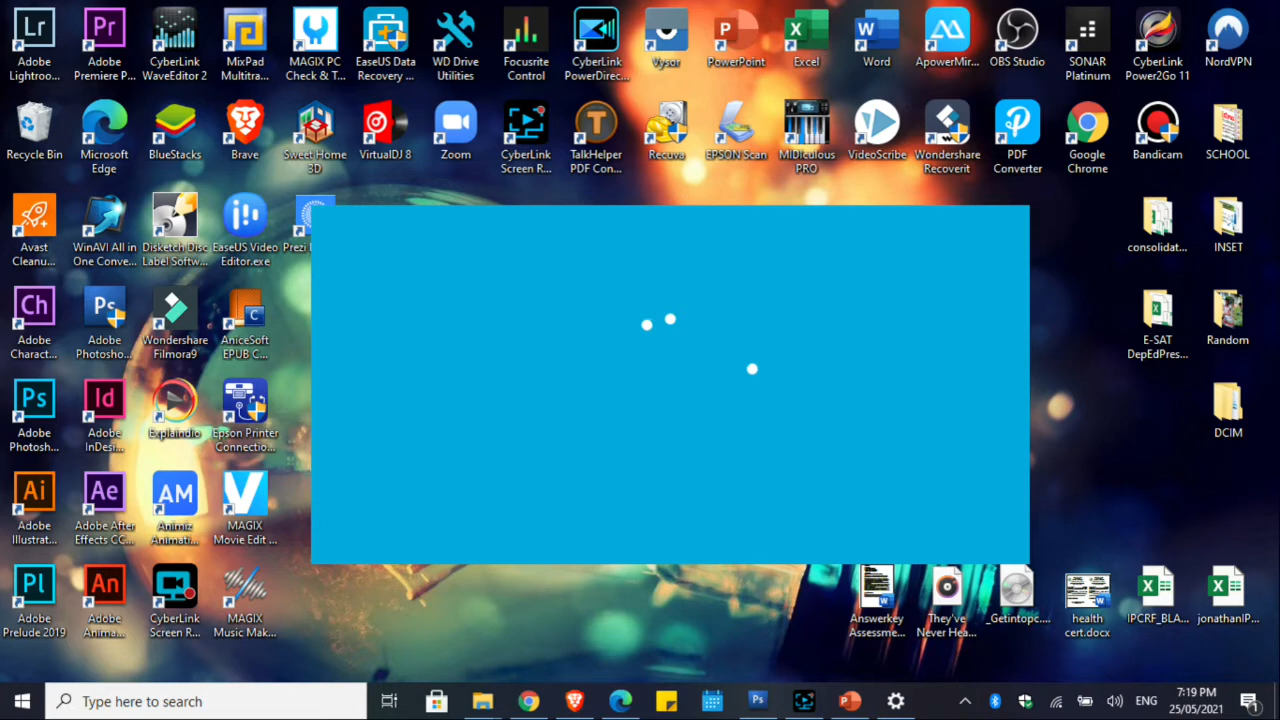 Lr
Pr
Adobe
Lightroo...
Adobe
Premiere P...
CyberLink
WaveEditor 2
MixPad
Multitra...
MAGIX PC
Check & T...
EaseUS Data
Recovery ...
WD Drive
Utilities
Focusrite
Control
CyberLink
PowerDirec...
Vysor
PowerPoint
Excel
Word
ApowerMir...
OBS Studio
SONAR
Platinum
CyberLink
Power2Go 11
NordVPN
Recycle Bin
Microsoft
Edge
BlueStacks
Brave
Sweet Home
3D
VirtualDJ 8
Zoom
CyberLink
Screen R...
TalkHelper
PDF Con...
Recuva
EPSON Scan
MIDIculous
PRO
VideoScribe
Wondershare
Recoverit
PDF
Converter
Google
Chrome
Bandicam
SCHOOL
Avast
Cleanu...
WinAVI All in
One Conve...
Disketch Disc
Label Softw...
EaseUS Video
Editor.exe
Prezi
consolidat...
INSET
Ch
Ps
Adobe
Charact...
Adobe
Photosho...
Wondershare
Filmora9
AniceSoft
EPUB C...
E-SAT
DepEdPres...
Random
Ps
Id
Adobe
Photosh...
Adobe
InDesi...
Explaindio
Epson Printer
Connectio...
DCIM
Ai
Ae
AM
Adobe
Illustrat...
Adobe After
Effects CC...
Animiz
Animati...
MAGIX
Movie Edit ...
Pl
An
Adobe
Prelude 2019
Adobe
Anima...
CyberLink
Screen R...
MAGIX
Music Mak...
Answerkey
Assessme...
They've
Never Hea...
_Getintopc....
health
cert.docx
IPCRF_BLA...
jonathanIP...
Type here to search
Ps
ENG
7:19 PM
25/05/2021
1